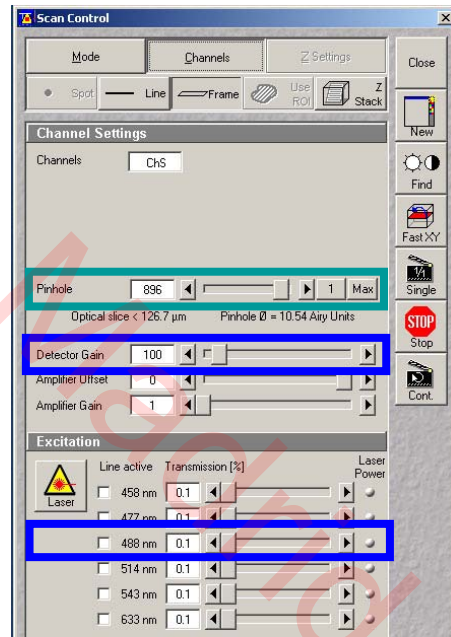 Scan Control
Mode Channels Z Settings
Close
Spot Line Frame Use ROI Z Stack
New
Channel Settings
Channels ChS
Find
Fast XY
Pinhole 896 1 Max
1/1
Single
Optical slice < 126.7 µm Pinhole Ø = 10.54 Airy Units
STOP
Stop
Detector Gain 100
Amplifier Offset 0
Cont.
Amplifier Gain 1
Excitation
Line active Transmission [%] Laser Power
Laser
458 nm 0.1
477 nm 0.1
488 nm 0.1
514 nm 0.1
543 nm 0.1
633 nm 0.1
Madrid